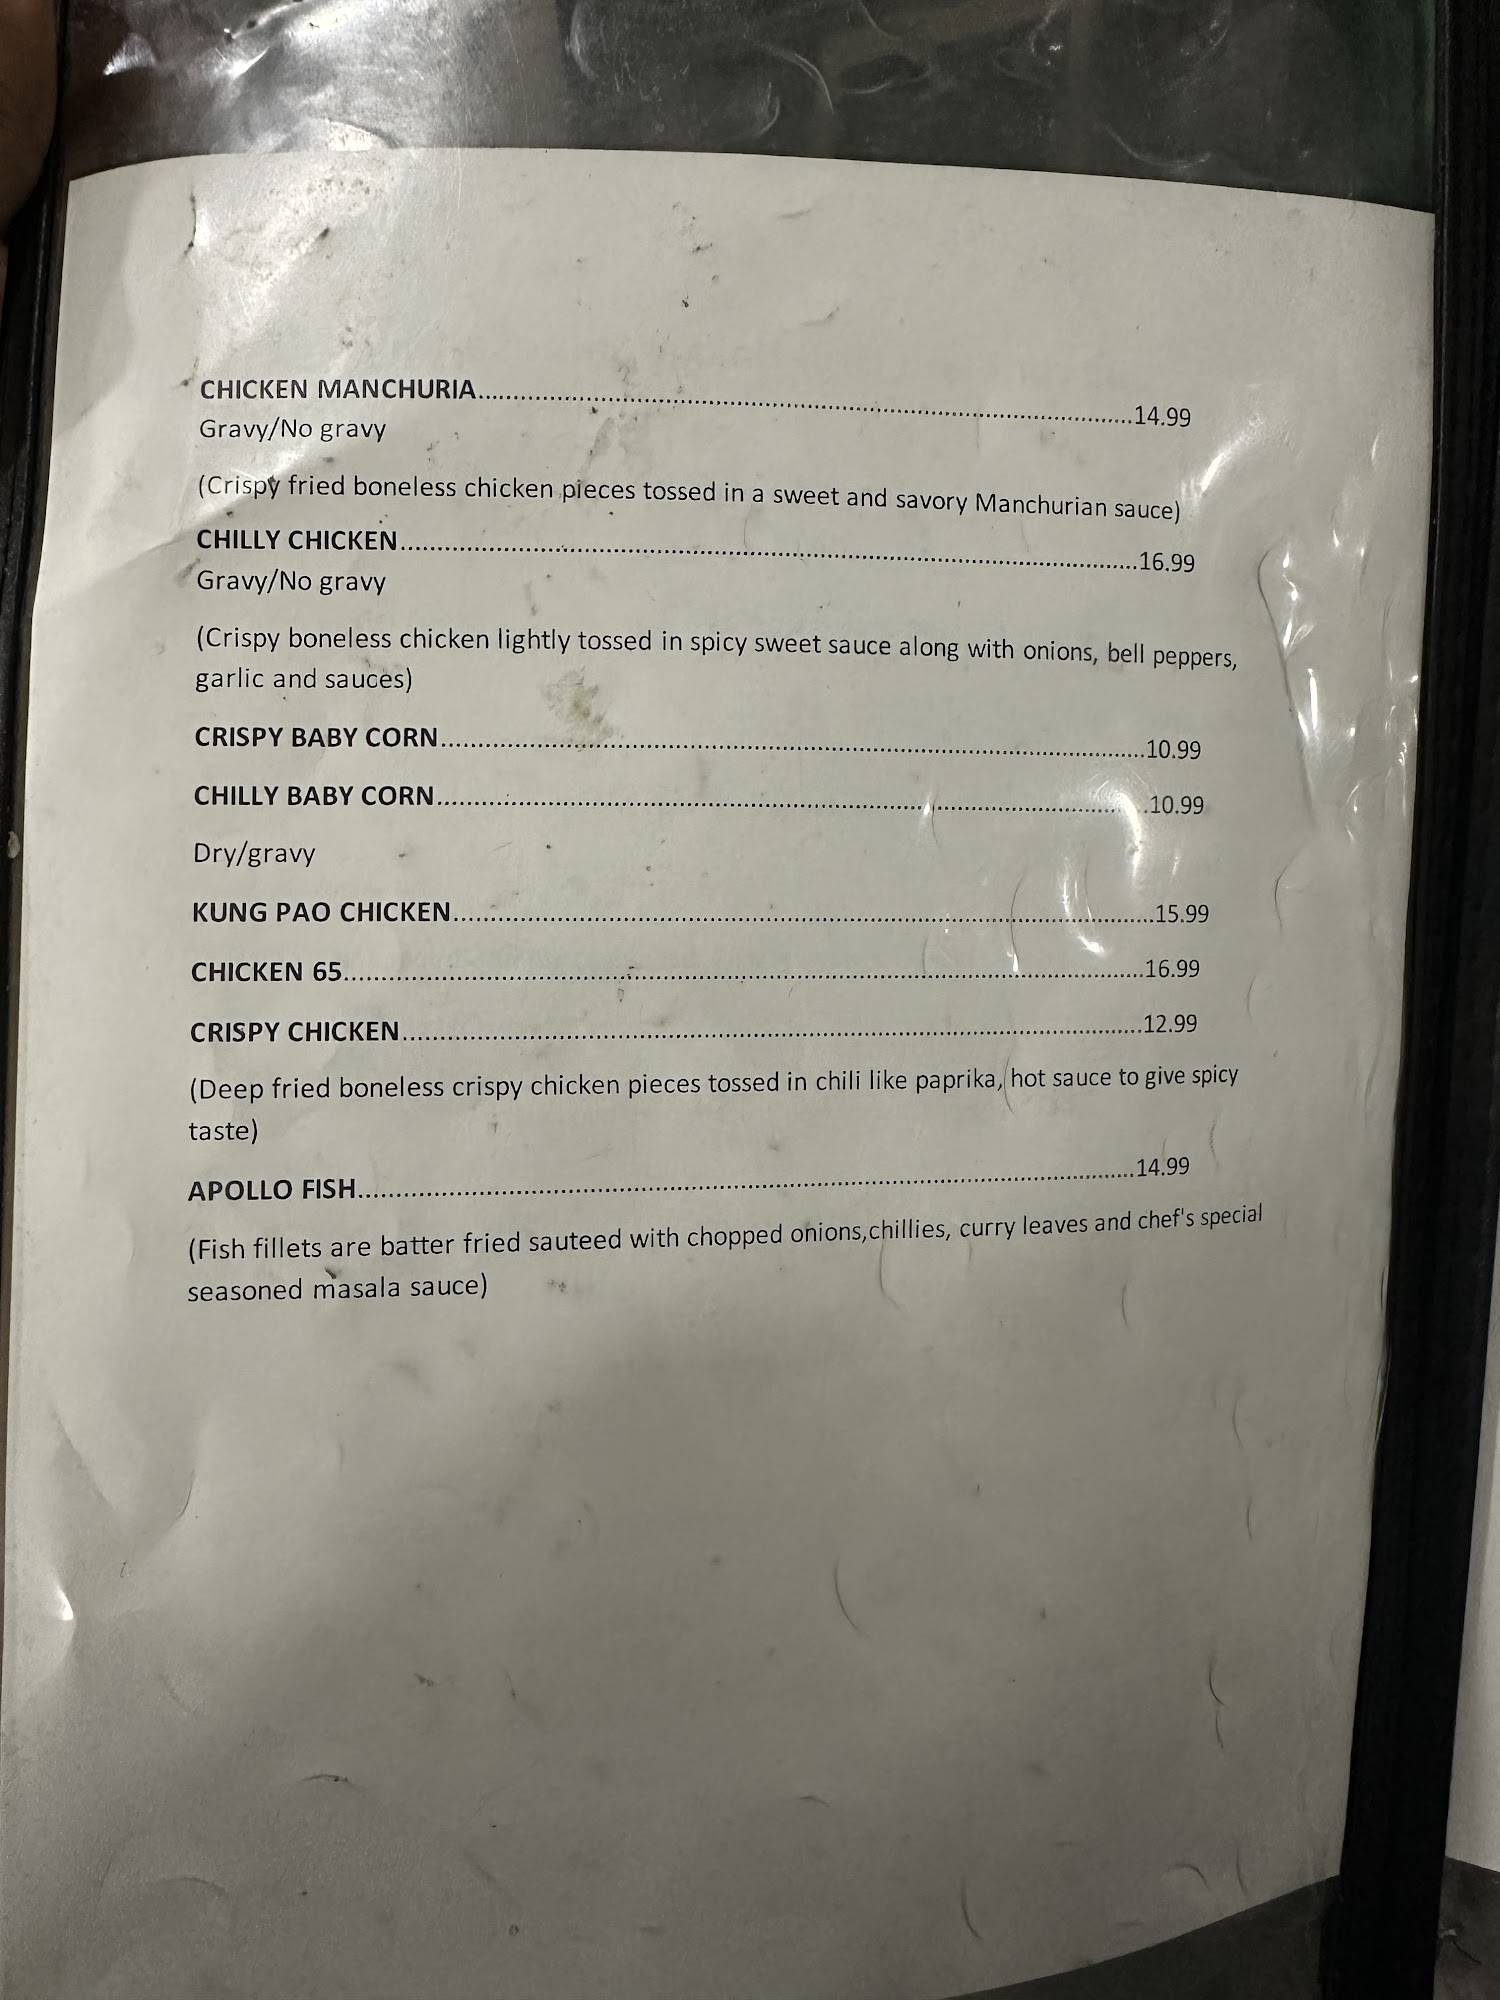 CHICKEN MANCHURIA..........14.99
Gravy/No gravy
(Crispy fried boneless chicken pieces tossed in a sweet and savory Manchurian sauce)
CHILLY CHICKEN..........16.99
Gravy/No gravy
(Crispy boneless chicken lightly tossed in spicy sweet sauce along with onions, bell peppers,
garlic and sauces)
CRISPY BABY CORN..........10.99
CHILLY BABY CORN..........10.99
Dry/gravy
KUNG PAO CHICKEN..........15.99
CHICKEN 65..........16.99
CRISPY CHICKEN..........12.99
(Deep fried boneless crispy chicken pieces tossed in chili like paprika, hot sauce to give spicy
taste)
APOLLO FISH..........14.99
(Fish fillets are batter fried sauteed with chopped onions,chillies, curry leaves and chef's special
seasoned masala sauce)